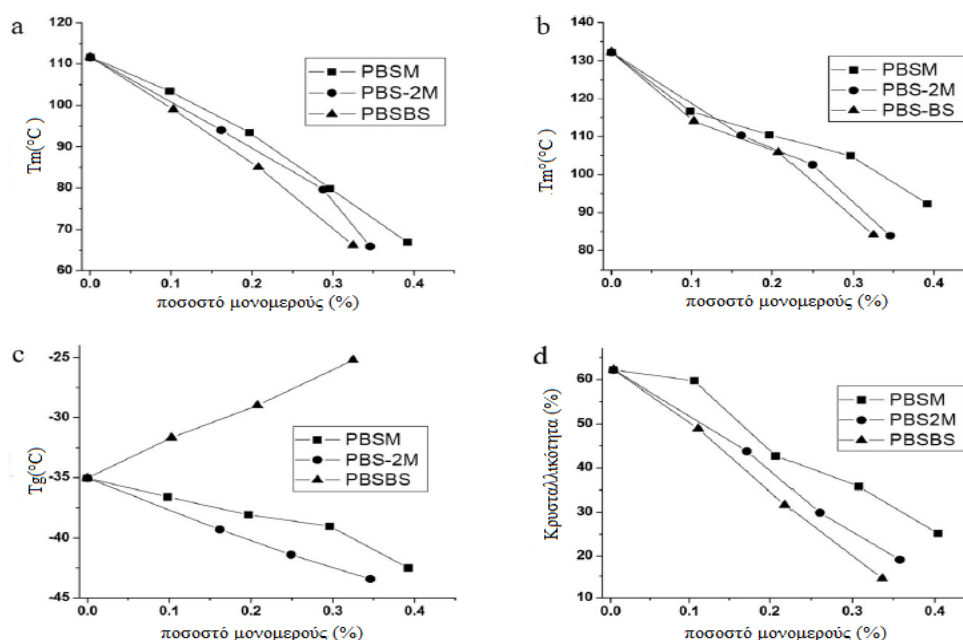 a
Tm(°C )
120
110
100
90
80
70
60
PBSM
PBS-2M
PBSBS
0.0 0.1 0.2 0.3 0.4
ποσοστό μονομερούς (%)
b
Tm°(°C)
140
130
120
110
100
90
80
PBSM
PBS-2M
PBS-BS
0.0 0.1 0.2 0.3 0.4
ποσοστό μονομερούς (%)
c
Tg(°C)
-25
-30
-35
-40
-45
PBSM
PBS-2M
PBSBS
0.0 0.1 0.2 0.3 0.4
ποσοστό μονομερούς (%)
d
Κρυσταλλικότητα (%)
60
50
40
30
20
10
PBSM
PBS2M
PBSBS
0.0 0.1 0.2 0.3 0.4
ποσοστό μονομερούς (%)